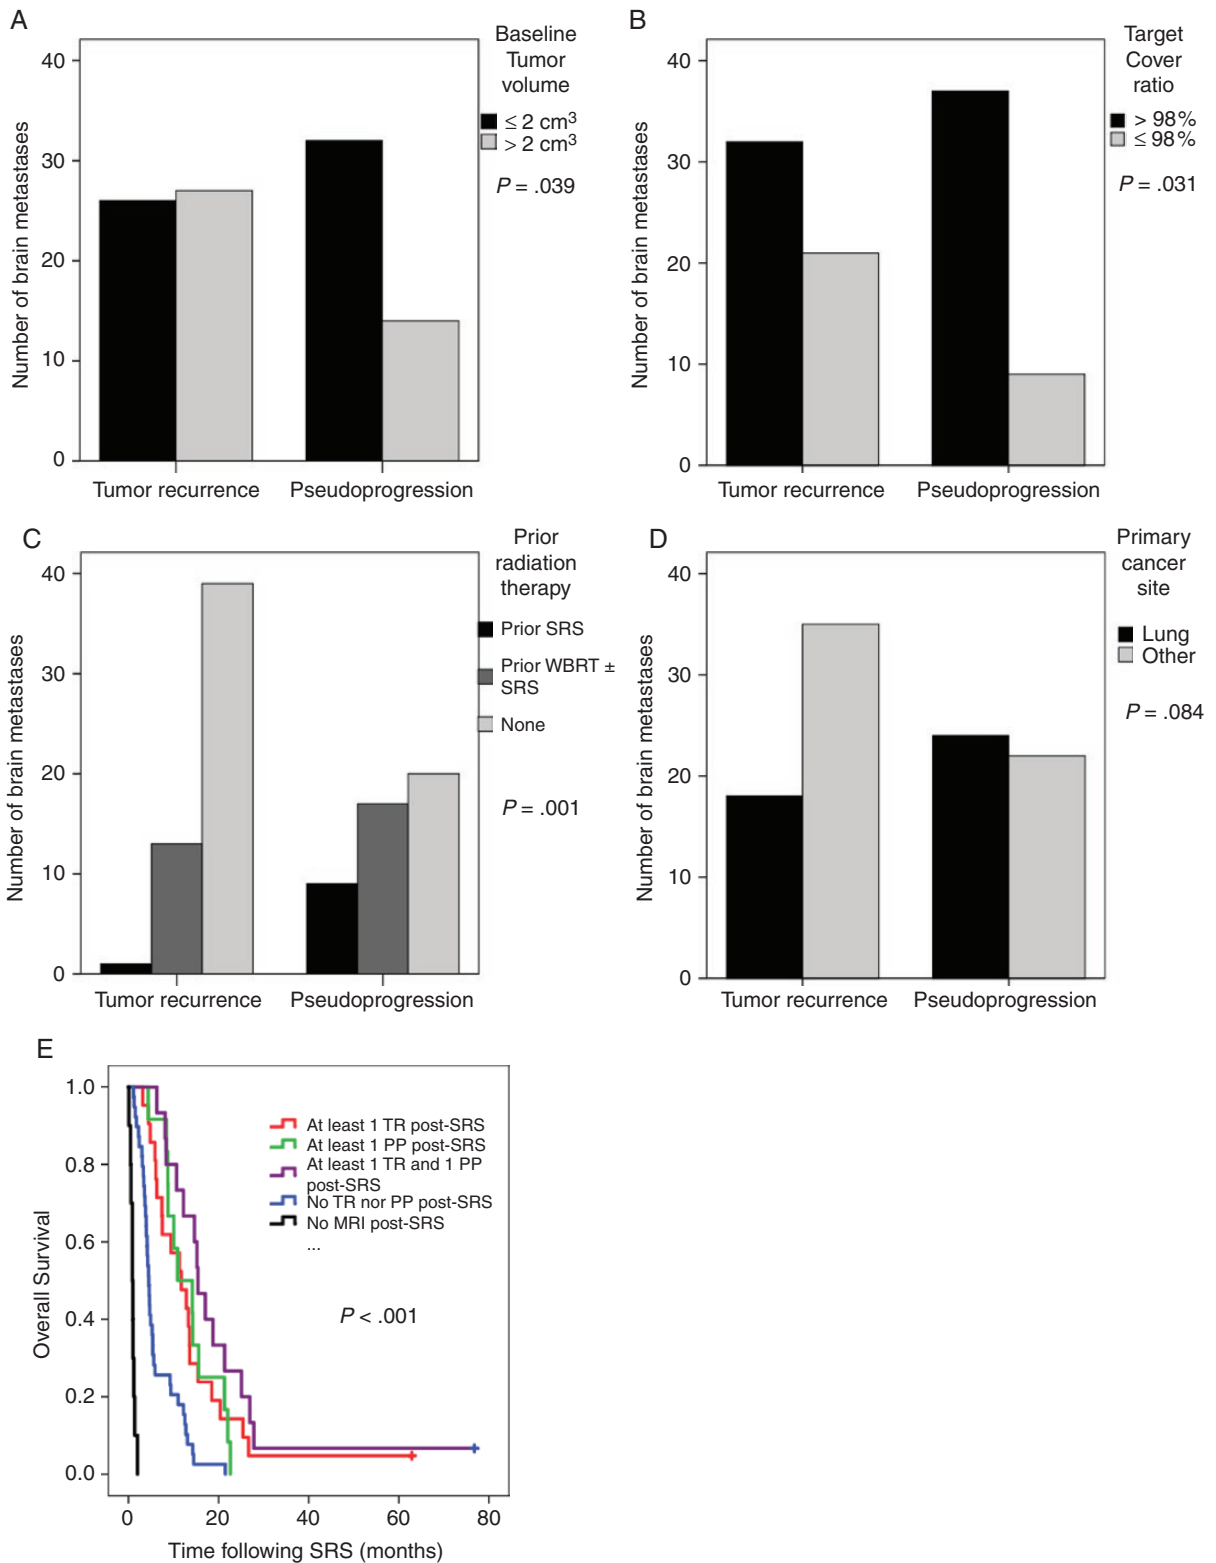 A
Baseline
Tumor
volume
≤ 2 cm³
> 2 cm³
P = .039
40
30
20
10
0
Number of brain metastases
Tumor recurrence
Pseudoprogression
B
Target
Cover
ratio
> 98%
≤ 98%
P = .031
40
30
20
10
0
Number of brain metastases
Tumor recurrence
Pseudoprogression
C
Prior
radiation
therapy
Prior SRS
Prior WBRT ±
SRS
None
P = .001
40
30
20
10
0
Number of brain metastases
Tumor recurrence
Pseudoprogression
D
Primary
cancer
site
Lung
Other
P = .084
40
30
20
10
0
Number of brain metastases
Tumor recurrence
Pseudoprogression
E
At least 1 TR post-SRS
At least 1 PP post-SRS
At least 1 TR and 1 PP
post-SRS
No TR nor PP post-SRS
No MRI post-SRS
...
P < .001
1.0
0.8
0.6
0.4
0.2
0.0
Overall Survival
0
20
40
60
80
Time following SRS (months)